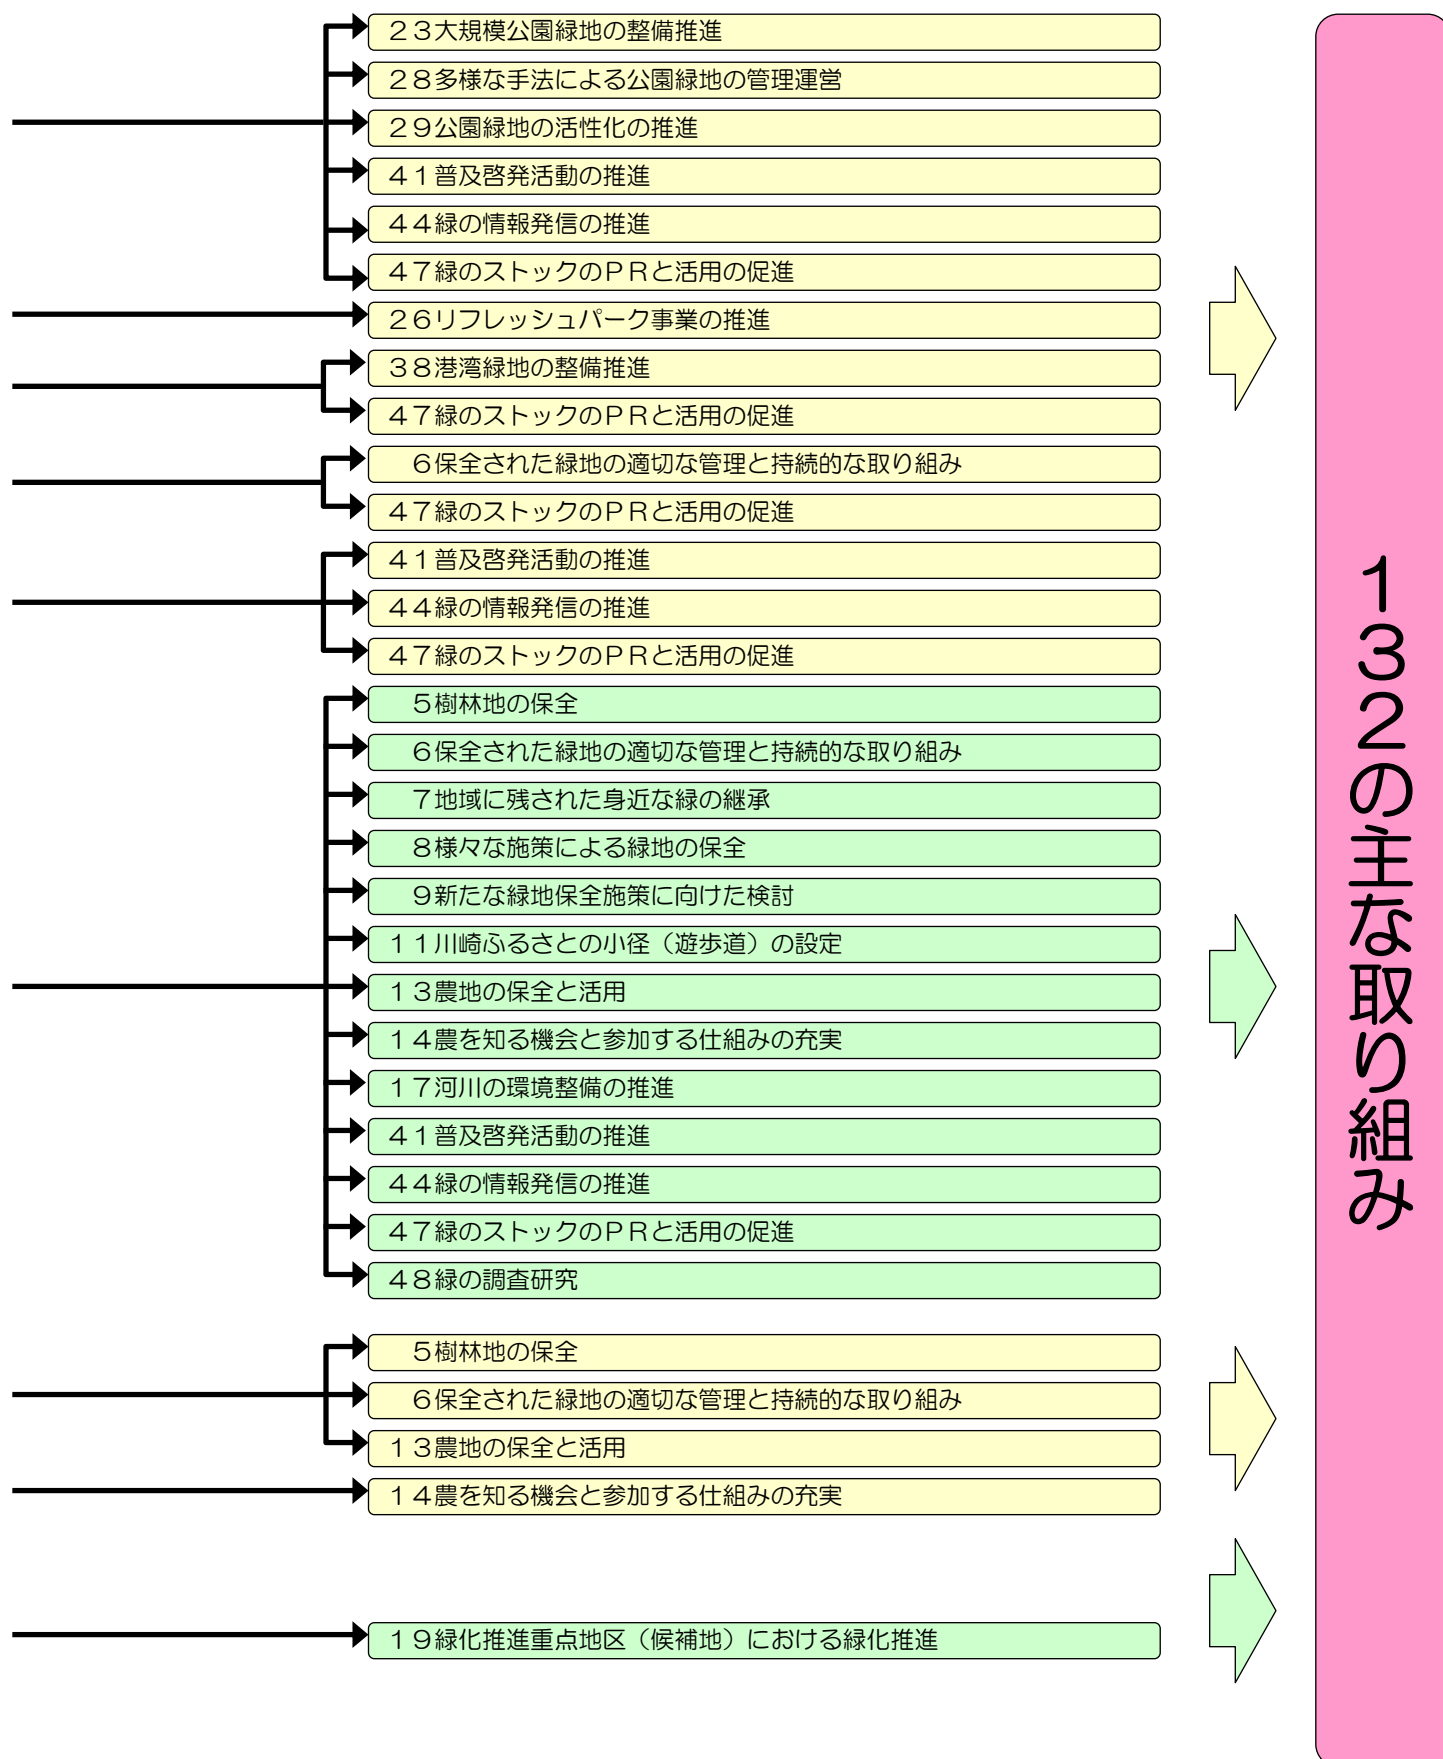 ２３大規模公園緑地の整備推進
２８多様な手法による公園緑地の管理運営
２９公園緑地の活性化の推進
４１普及啓発活動の推進
４４緑の情報発信の推進
４７緑のストックのＰＲと活用の促進
２６リフレッシュパーク事業の推進
３８港湾緑地の整備推進
４７緑のストックのＰＲと活用の促進
６保全された緑地の適切な管理と持続的な取り組み
４７緑のストックのＰＲと活用の促進
４１普及啓発活動の推進
４４緑の情報発信の推進
４７緑のストックのＰＲと活用の促進
５樹林地の保全
６保全された緑地の適切な管理と持続的な取り組み
７地域に残された身近な緑の継承
８様々な施策による緑地の保全
９新たな緑地保全施策に向けた検討
１１川崎ふるさとの小径（遊歩道）の設定
１３農地の保全と活用
１４農を知る機会と参加する仕組みの充実
１７河川の環境整備の推進
４１普及啓発活動の推進
４４緑の情報発信の推進
４７緑のストックのＰＲと活用の促進
４８緑の調査研究
５樹林地の保全
６保全された緑地の適切な管理と持続的な取り組み
１３農地の保全と活用
１４農を知る機会と参加する仕組みの充実
１９緑化推進重点地区（候補地）における緑化推進
１３２の主な取り組み